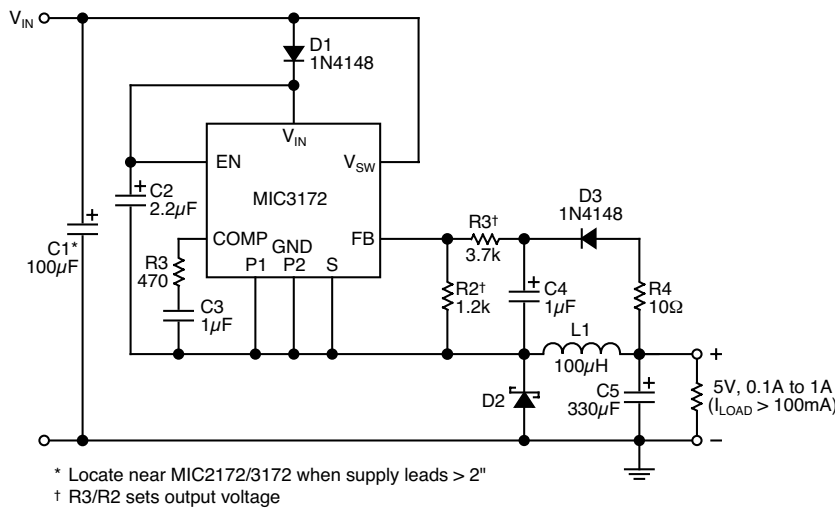 VIN
D1
1N4148
VIN
EN
VSW
C2
2.2µF
MIC3172
D3
1N4148
C1*
100µF
COMP
GND
FB
R3†
3.7k
R3
470
P1
P2
S
R2†
1.2k
C4
1µF
R4
10Ω
C3
1µF
L1
100µH
D2
C5
330µF
5V, 0.1A to 1A
(ILOAD > 100mA)
* Locate near MIC2172/3172 when supply leads > 2"
† R3/R2 sets output voltage